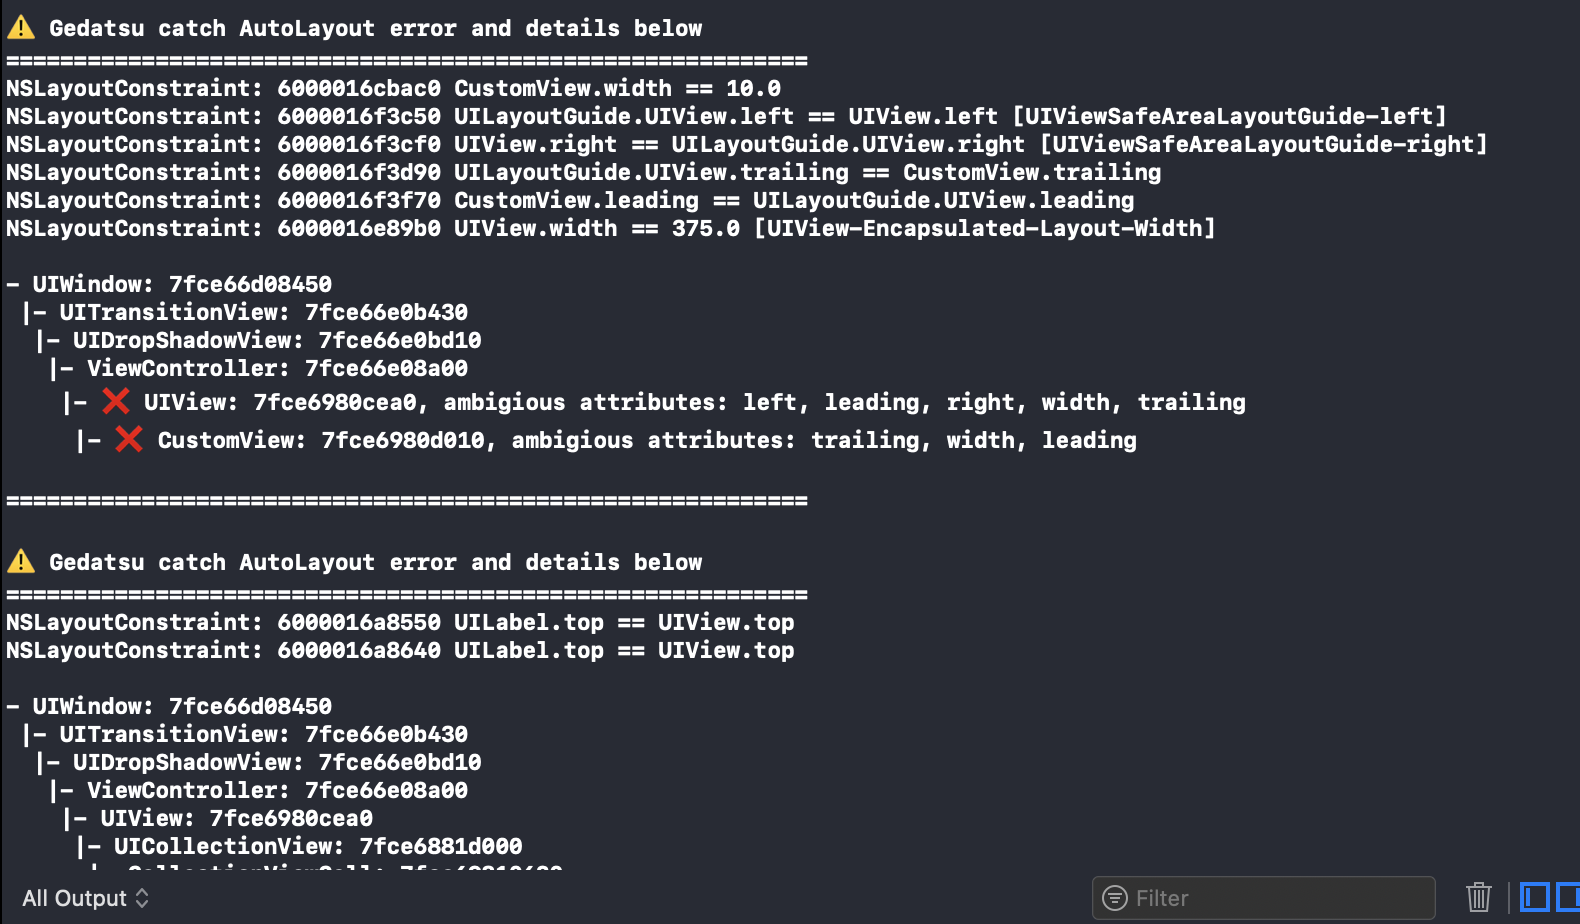 ⚠️ Gedatsu catch AutoLayout error and details below
===========================================================
NSLayoutConstraint: 6000016cbac0 CustomView.width == 10.0
NSLayoutConstraint: 6000016f3c50 UILayoutGuide.UIView.left == UIView.left [UIViewSafeAreaLayoutGuide-left]
NSLayoutConstraint: 6000016f3cf0 UIView.right == UILayoutGuide.UIView.right [UIViewSafeAreaLayoutGuide-right]
NSLayoutConstraint: 6000016f3d90 UILayoutGuide.UIView.trailing == CustomView.trailing
NSLayoutConstraint: 6000016f3f70 CustomView.leading == UILayoutGuide.UIView.leading
NSLayoutConstraint: 6000016e89b0 UIView.width == 375.0 [UIView-Encapsulated-Layout-Width]
- UIWindow: 7fce66d08450
|- UITransitionView: 7fce66e0b430
|- UIDropShadowView: 7fce66e0bd10
|- ViewController: 7fce66e08a00
|- ❌ UIView: 7fce6980cea0, ambigious attributes: left, leading, right, width, trailing
|- ❌ CustomView: 7fce6980d010, ambigious attributes: trailing, width, leading
===========================================================
⚠️ Gedatsu catch AutoLayout error and details below
===========================================================
NSLayoutConstraint: 6000016a8550 UILabel.top == UIView.top
NSLayoutConstraint: 6000016a8640 UILabel.top == UIView.top
- UIWindow: 7fce66d08450
|- UITransitionView: 7fce66e0b430
|- UIDropShadowView: 7fce66e0bd10
|- ViewController: 7fce66e08a00
|- UIView: 7fce6980cea0
|- UICollectionView: 7fce6881d000
All Output
Filter